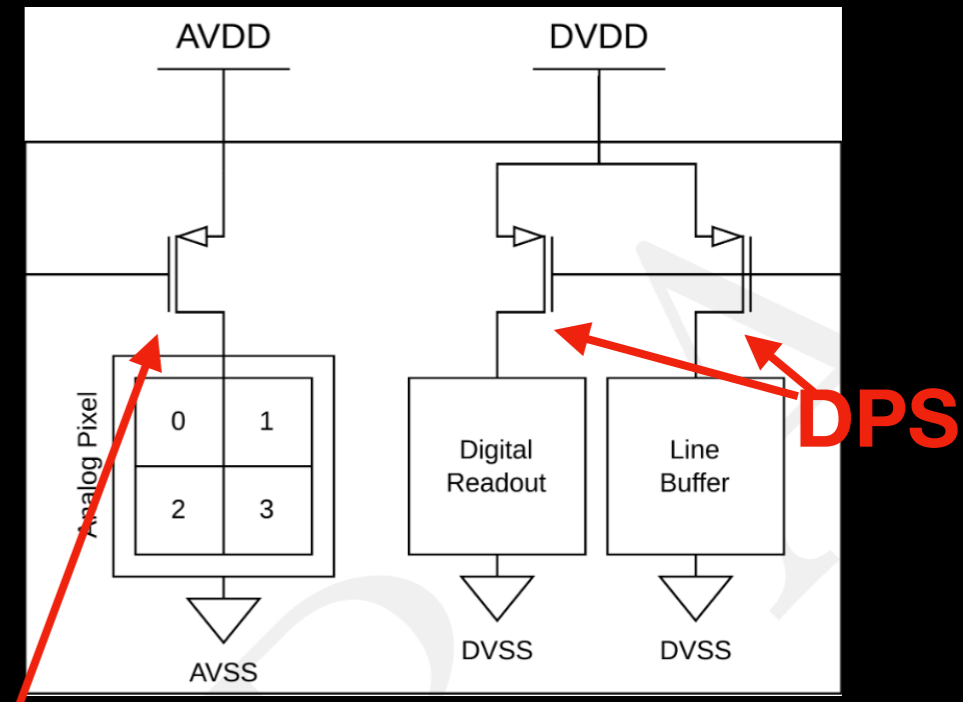 AVDD
DVDD
Analog Pixel
0
1
2
3
Digital
Readout
Line
Buffer
DPS
AVSS
DVSS
DVSS